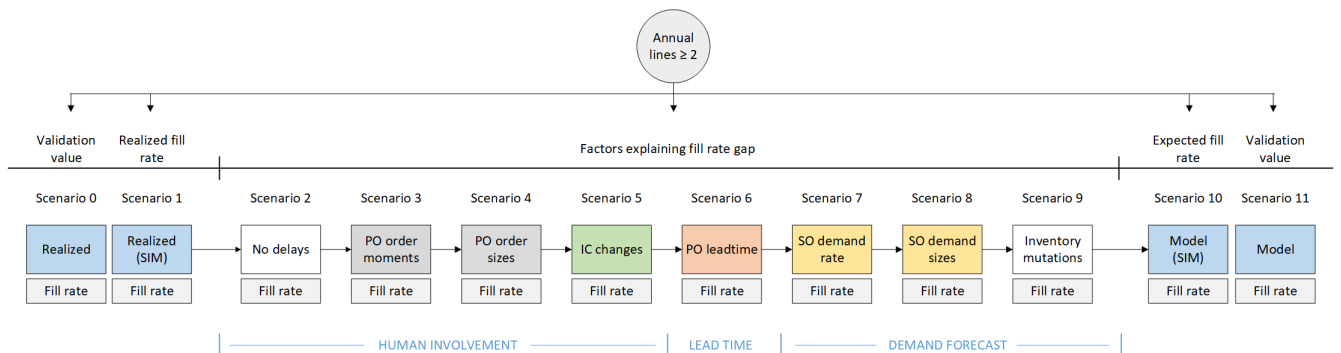 Annual
lines ≥ 2
Validation
value
Realized fill
rate
Factors explaining fill rate gap
Expected fill
rate
Validation
value
Scenario 0
Scenario 1
Scenario 2
Scenario 3
Scenario 4
Scenario 5
Scenario 6
Scenario 7
Scenario 8
Scenario 9
Scenario 10
Scenario 11
Realized
Realized
(SIM)
No delays
PO order
moments
PO order
sizes
IC changes
PO leadtime
SO demand
rate
SO demand
sizes
Inventory
mutations
Model
(SIM)
Model
Fill rate
Fill rate
Fill rate
Fill rate
Fill rate
Fill rate
Fill rate
Fill rate
Fill rate
Fill rate
Fill rate
Fill rate
HUMAN INVOLVEMENT
LEAD TIME
DEMAND FORECAST